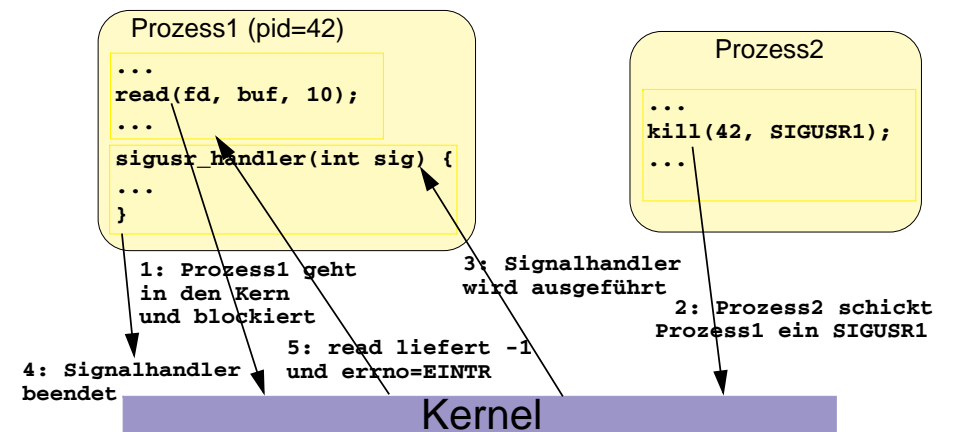 Prozess1 (pid=42)
...
read(fd, buf, 10);
...
sigusr_handler(int sig) {
...
}
Prozess2
...
kill(42, SIGUSR1);
...
1: Prozess1 geht
in den Kern
und blockiert
3: Signalhandler
wird ausgeführt
2: Prozess2 schickt
Prozess1 ein SIGUSR1
4: Signalhandler
beendet
5: read liefert -1
und errno=EINTR
Kernel